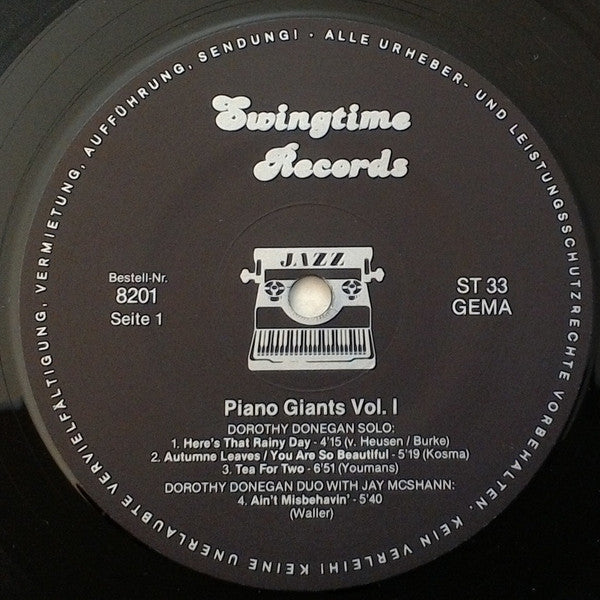 ALLE URHEBER- UND LEISTUNGSSCHUTZRECHTE VORBEHALTEN. KEIN VERLEIH! KEINE UNERLAUBTE VERVIELFÄLTIGUNG, VERMIETUNG, AUFFÜHRUNG, SENDUNG! ·
Swingtime
Records
JAZZ
Bestell-Nr.
8201
Seite 1
ST 33
GEMA
Piano Giants Vol. I
DOROTHY DONEGAN SOLO:
1. Here's That Rainy Day - 4'15 (v. Heusen / Burke)
2. Autumne Leaves / You Are So Beautiful - 5'19 (Kosma)
3. Tea For Two - 6'51 (Youmans)
DOROTHY DONEGAN DUO WITH JAY MCSHANN:
4. Ain't Misbehavin' - 5'40
(Waller)